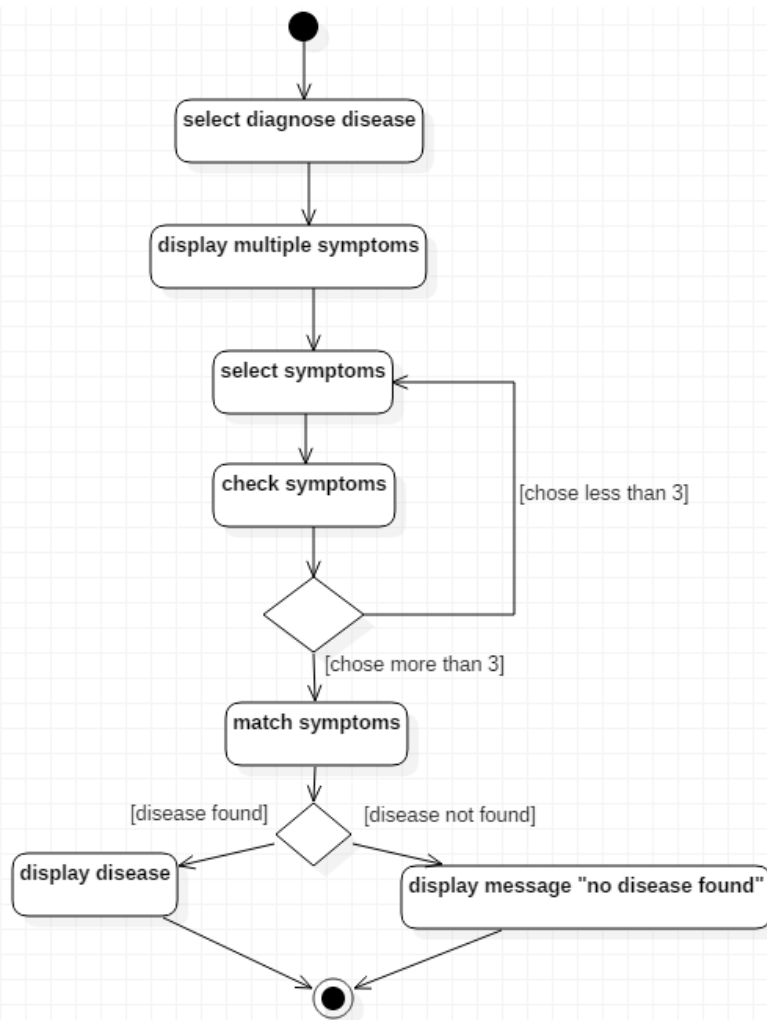 select diagnose disease
display multiple symptoms
select symptoms
check symptoms
[chose less than 3]
[chose more than 3]
match symptoms
[disease found]
[disease not found]
display disease
display message "no disease found"